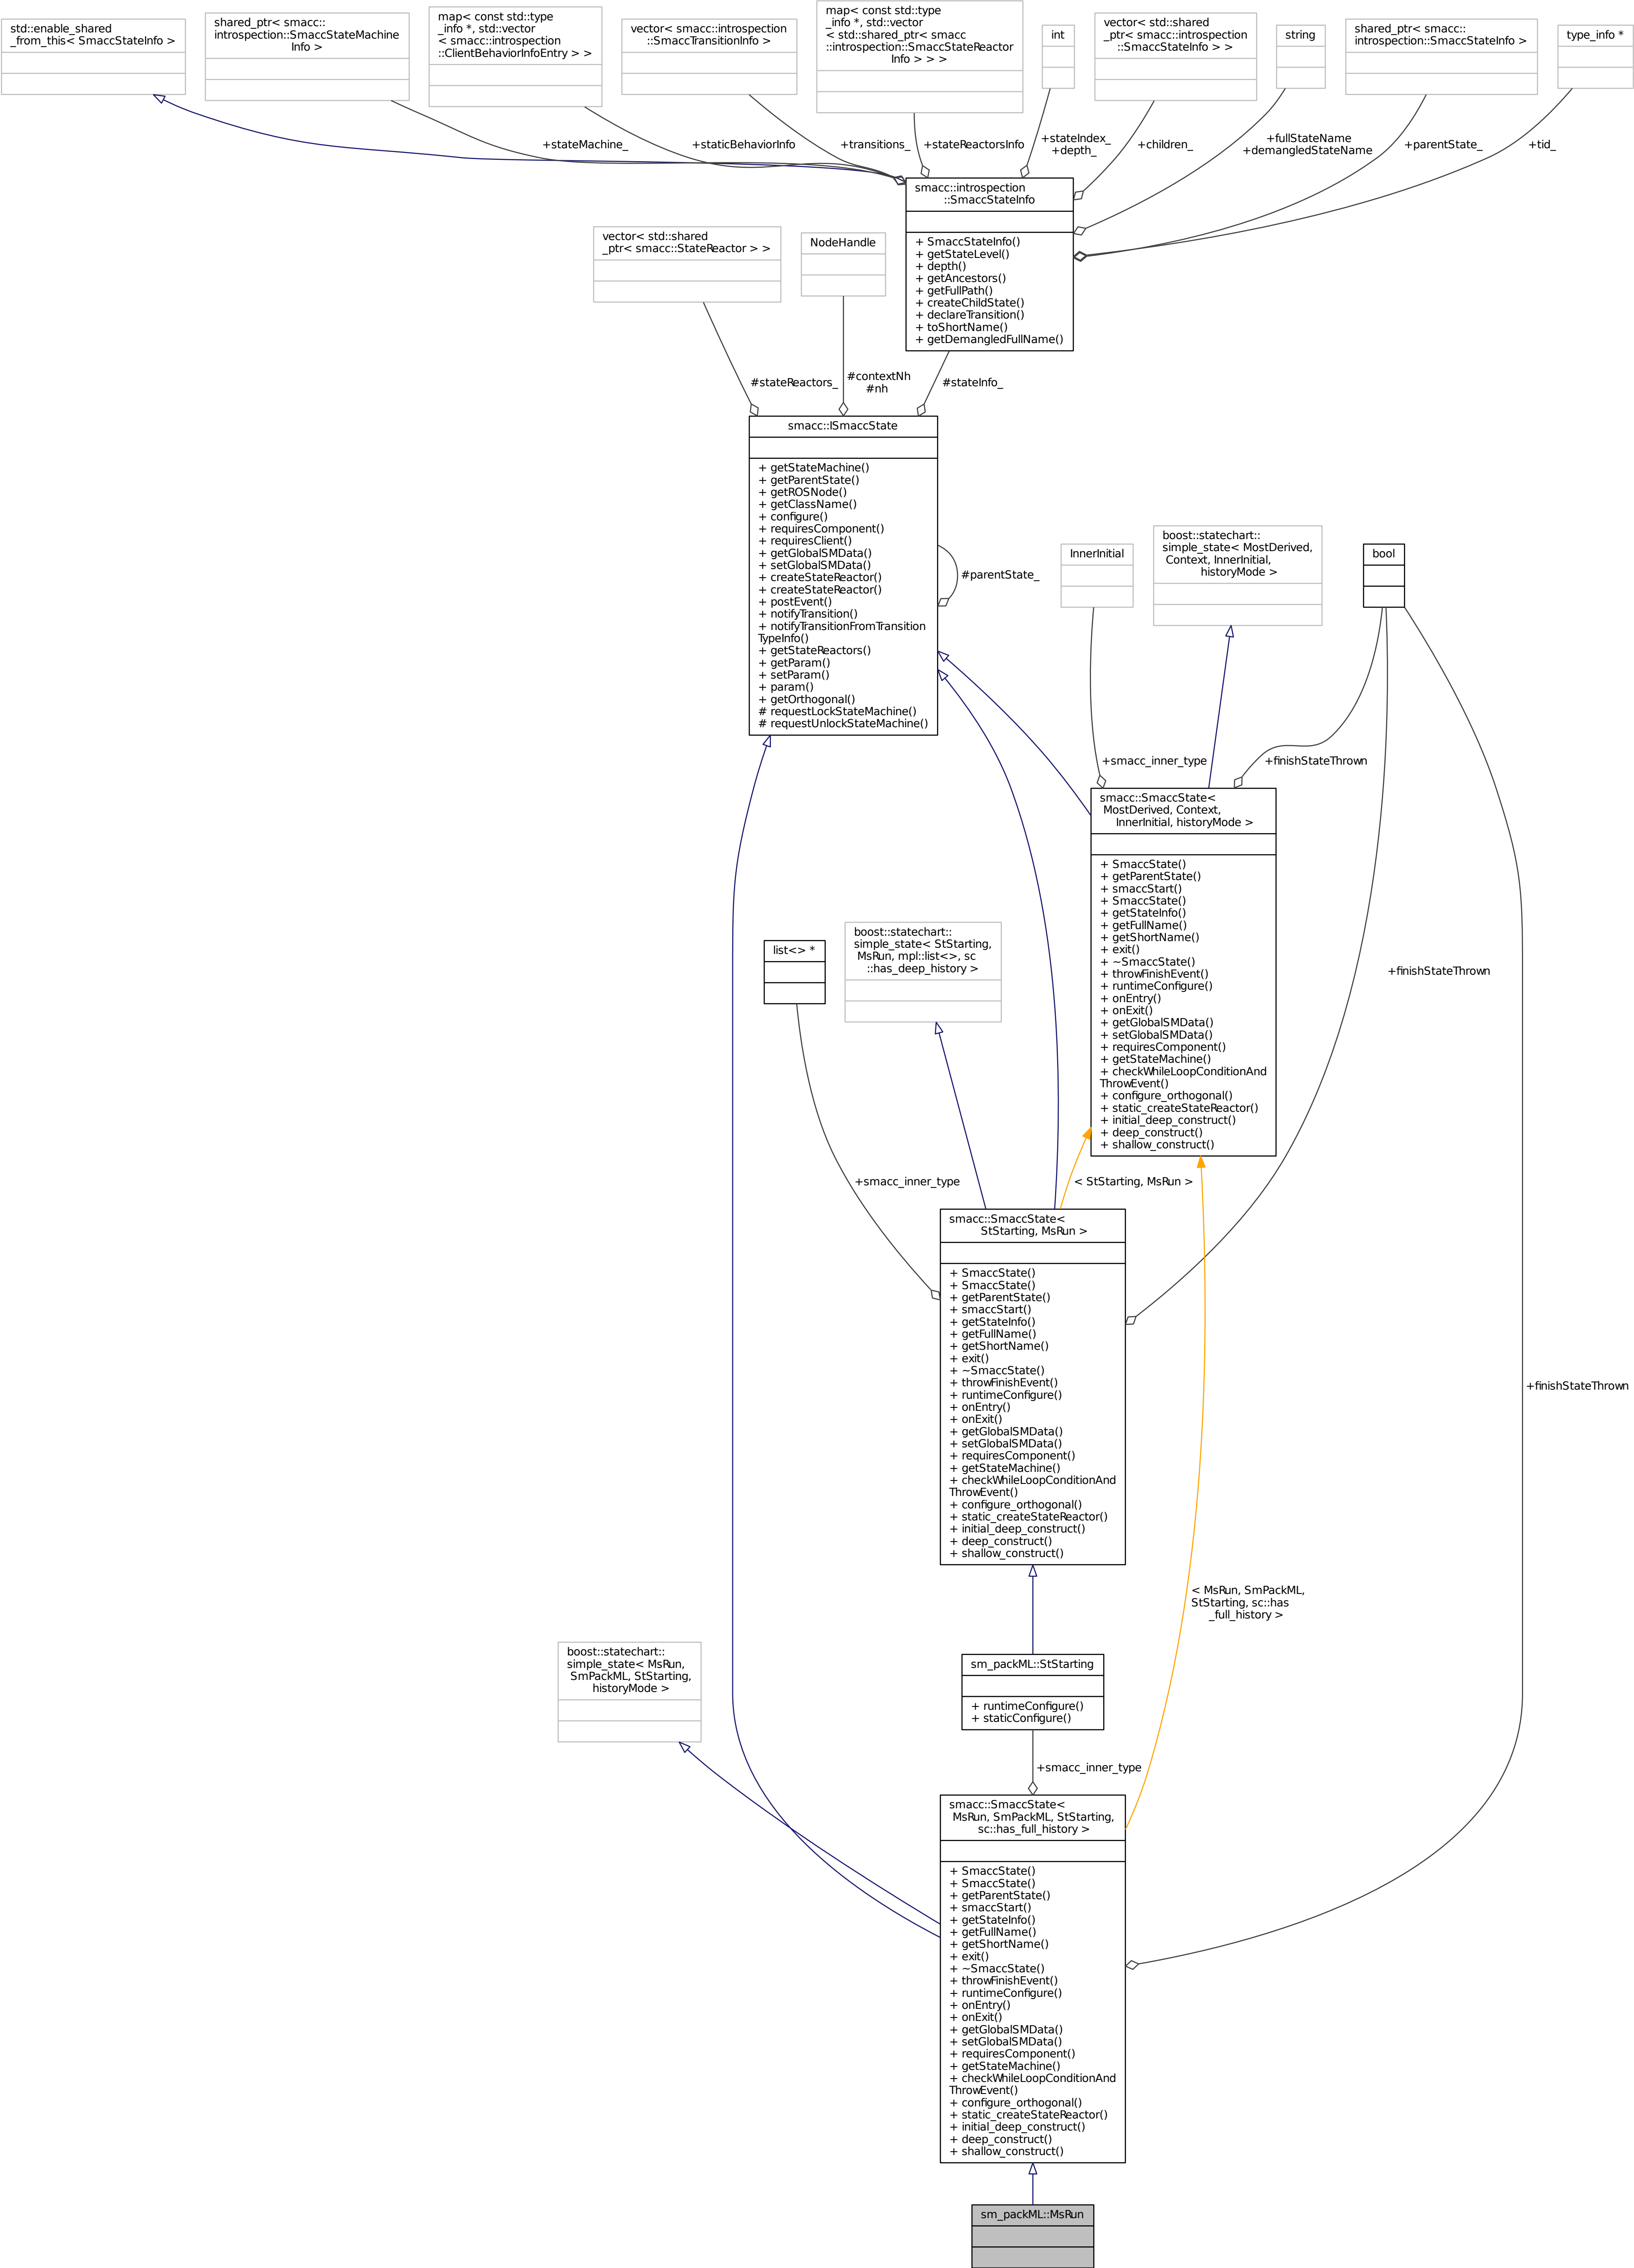 std::enable_shared
_from_this< SmaccStateInfo >
shared_ptr< smacc::
introspection::SmaccStateMachine
Info >
map< const std::type
_info *, std::vector
< smacc::introspection
::ClientBehaviorInfoEntry > >
vector< smacc::introspection
::SmaccTransitionInfo >
map< const std::type
_info *, std::vector
< std::shared_ptr< smacc
::introspection::SmaccStateReactor
Info > > >
int
vector< std::shared
_ptr< smacc::introspection
::SmaccStateInfo > >
string
shared_ptr< smacc::
introspection::SmaccStateInfo >
type_info *
+stateMachine_
+staticBehaviorInfo
+transitions_
+stateReactorsInfo
+stateIndex_
+depth_
+children_
+fullStateName
+demangledStateName
+parentState_
+tid_
smacc::introspection
::SmaccStateInfo
+ SmaccStateInfo()
+ getStateLevel()
+ depth()
+ getAncestors()
+ getFullPath()
+ createChildState()
+ declareTransition()
+ toShortName()
+ getDemangledFullName()
vector< std::shared
_ptr< smacc::StateReactor > >
NodeHandle
#stateReactors_
#contextNh
#nh
#stateInfo_
smacc::ISmaccState
+ getStateMachine()
+ getParentState()
+ getROSNode()
+ getClassName()
+ configure()
+ requiresComponent()
+ requiresClient()
+ getGlobalSMData()
+ setGlobalSMData()
+ createStateReactor()
+ createStateReactor()
+ postEvent()
+ notifyTransition()
+ notifyTransitionFromTransition
TypeInfo()
+ getStateReactors()
+ getParam()
+ setParam()
+ param()
+ getOrthogonal()
# requestLockStateMachine()
# requestUnlockStateMachine()
#parentState_
InnerInitial
boost::statechart::
simple_state< MostDerived,
Context, InnerInitial,
historyMode >
bool
+smacc_inner_type
+finishStateThrown
smacc::SmaccState<
MostDerived, Context,
InnerInitial, historyMode >
+ SmaccState()
+ getParentState()
+ smaccStart()
+ SmaccState()
+ getStateInfo()
+ getFullName()
+ getShortName()
+ exit()
+ ~SmaccState()
+ throwFinishEvent()
+ runtimeConfigure()
+ onEntry()
+ onExit()
+ getGlobalSMData()
+ setGlobalSMData()
+ requiresComponent()
+ getStateMachine()
+ checkWhileLoopConditionAnd
ThrowEvent()
+ configure_orthogonal()
+ static_createStateReactor()
+ initial_deep_construct()
+ deep_construct()
+ shallow_construct()
list<> *
boost::statechart::
simple_state< StStarting,
MsRun, mpl::list<>, sc
::has_deep_history >
+finishStateThrown
+smacc_inner_type
< StStarting, MsRun >
smacc::SmaccState<
StStarting, MsRun >
+ SmaccState()
+ SmaccState()
+ getParentState()
+ smaccStart()
+ getStateInfo()
+ getFullName()
+ getShortName()
+ exit()
+ ~SmaccState()
+ throwFinishEvent()
+ runtimeConfigure()
+ onEntry()
+ onExit()
+ getGlobalSMData()
+ setGlobalSMData()
+ requiresComponent()
+ getStateMachine()
+ checkWhileLoopConditionAnd
ThrowEvent()
+ configure_orthogonal()
+ static_createStateReactor()
+ initial_deep_construct()
+ deep_construct()
+ shallow_construct()
+finishStateThrown
< MsRun, SmPackML,
StStarting, sc::has
_full_history >
boost::statechart::
simple_state< MsRun,
SmPackML, StStarting,
historyMode >
sm_packML::StStarting
+ runtimeConfigure()
+ staticConfigure()
+smacc_inner_type
smacc::SmaccState<
MsRun, SmPackML, StStarting,
sc::has_full_history >
+ SmaccState()
+ SmaccState()
+ getParentState()
+ smaccStart()
+ getStateInfo()
+ getFullName()
+ getShortName()
+ exit()
+ ~SmaccState()
+ throwFinishEvent()
+ runtimeConfigure()
+ onEntry()
+ onExit()
+ getGlobalSMData()
+ setGlobalSMData()
+ requiresComponent()
+ getStateMachine()
+ checkWhileLoopConditionAnd
ThrowEvent()
+ configure_orthogonal()
+ static_createStateReactor()
+ initial_deep_construct()
+ deep_construct()
+ shallow_construct()
sm_packML::MsRun